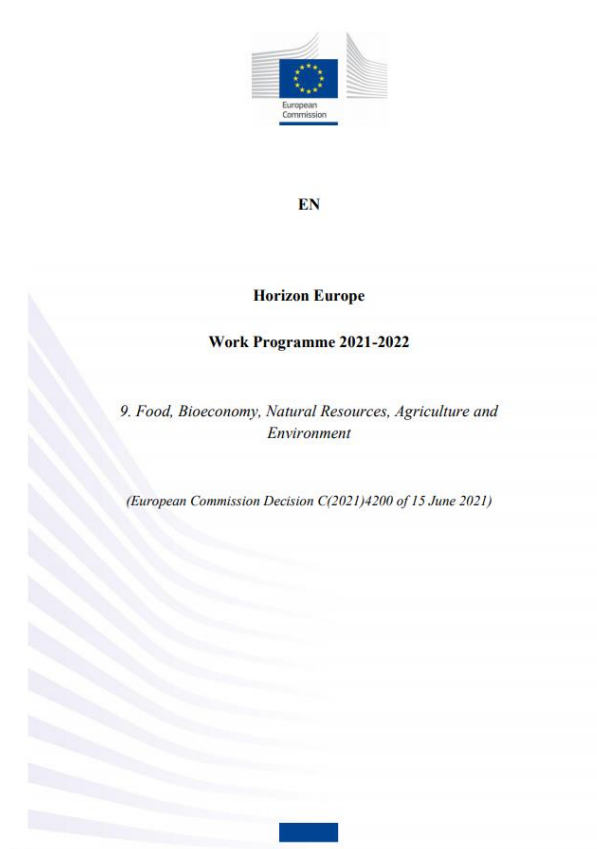 European
Commission
EN
Horizon Europe
Work Programme 2021-2022
9. Food, Bioeconomy, Natural Resources, Agriculture and
Environment
(European Commission Decision C(2021)4200 of 15 June 2021)